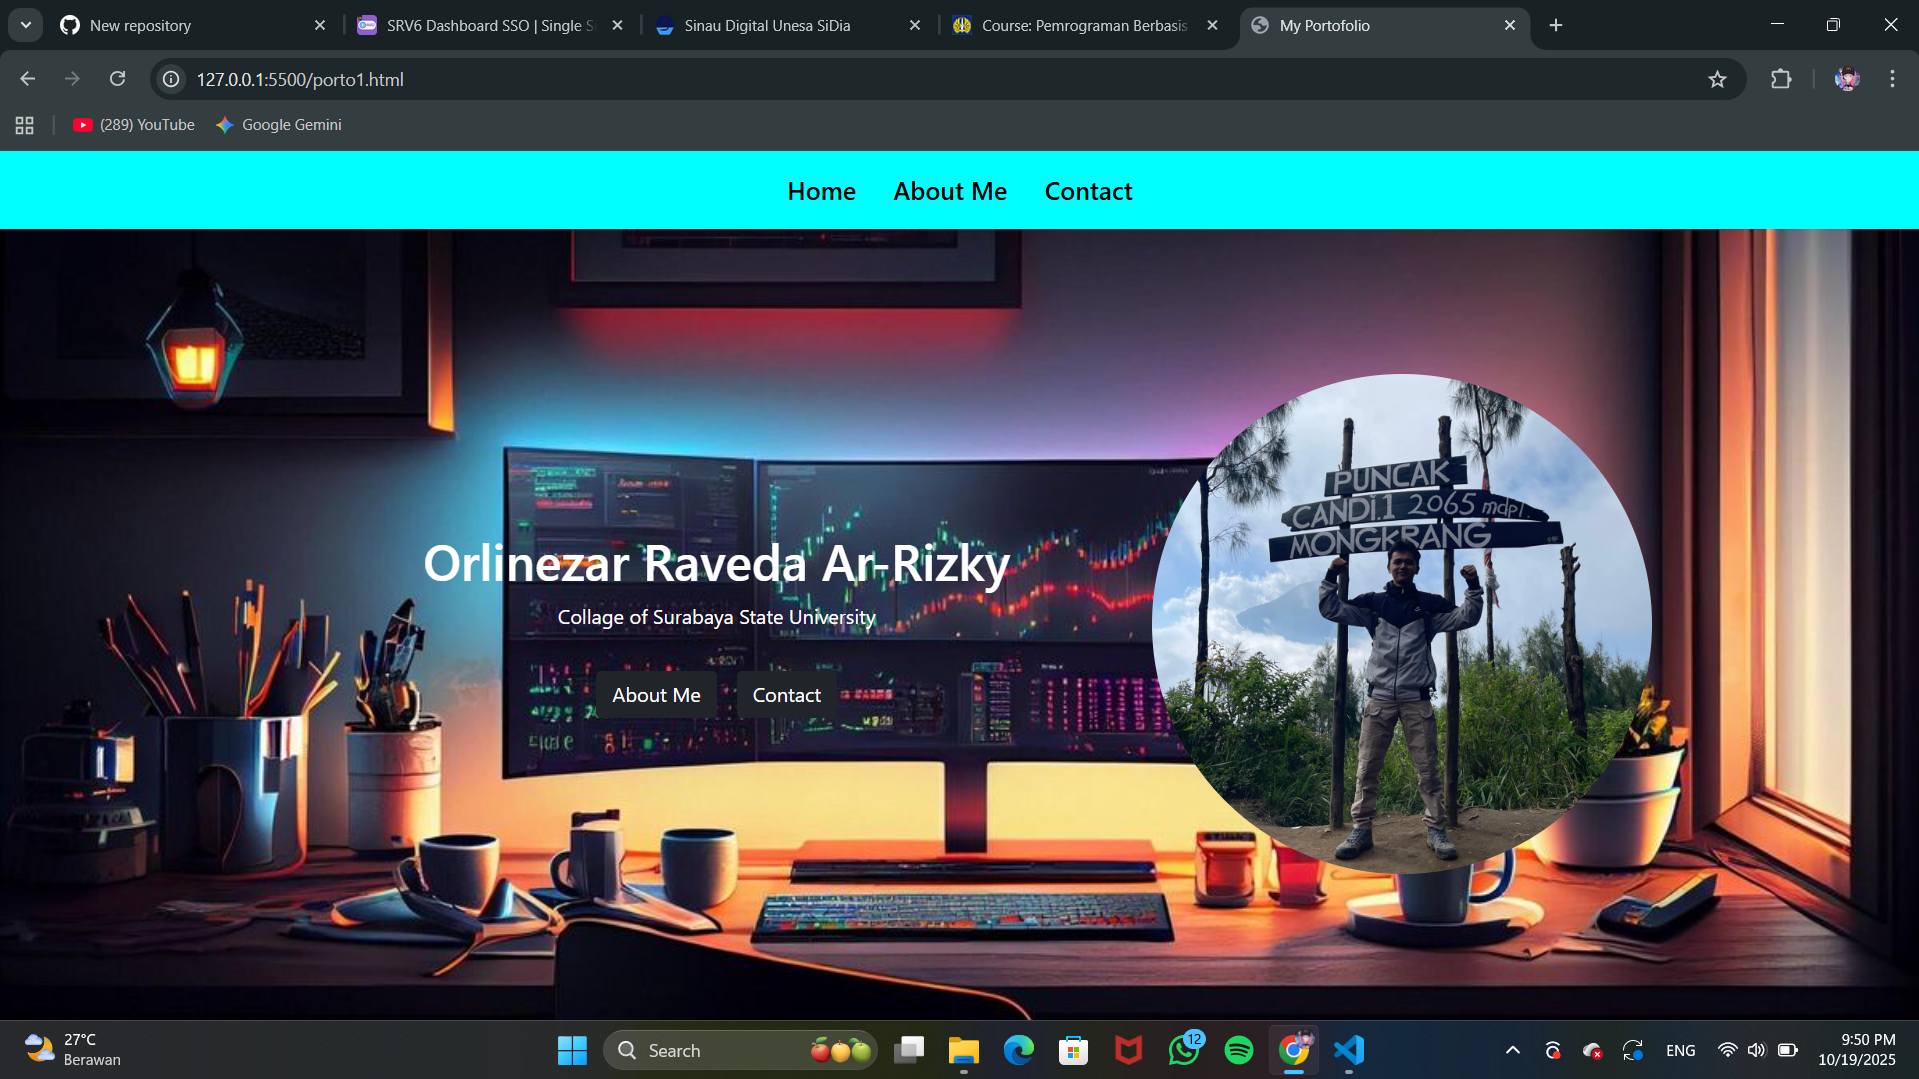 New repository
SRV6 Dashboard SSO | Single S
Sinau Digital Unesa SiDia
Course: Pemrograman Berbasis
My Portofolio
127.0.0.1:5500/porto1.html
(289) YouTube
Google Gemini
Home About Me Contact
PUNCAK
CANDI.1 2065 mdpl.
MONGKRANG
Orlinezar Raveda Ar-Rizky
Collage of Surabaya State University
About Me Contact
27°C
Berawan
Search
12
ENG
9:50 PM
10/19/2025